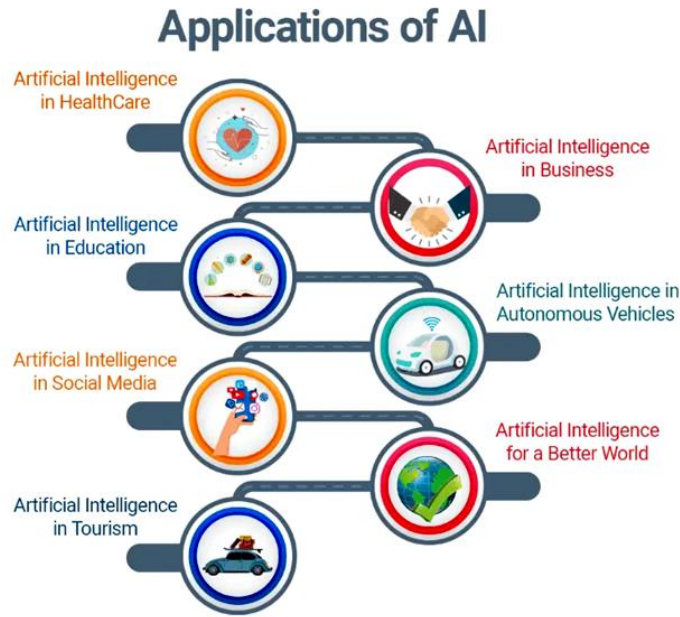 Applications of AI
Artificial Intelligence
in HealthCare
Artificial Intelligence
in Business
Artificial Intelligence
in Education
Artificial Intelligence in
Autonomous Vehicles
Artificial Intelligence
in Social Media
Artificial Intelligence
for a Better World
Artificial Intelligence
in Tourism